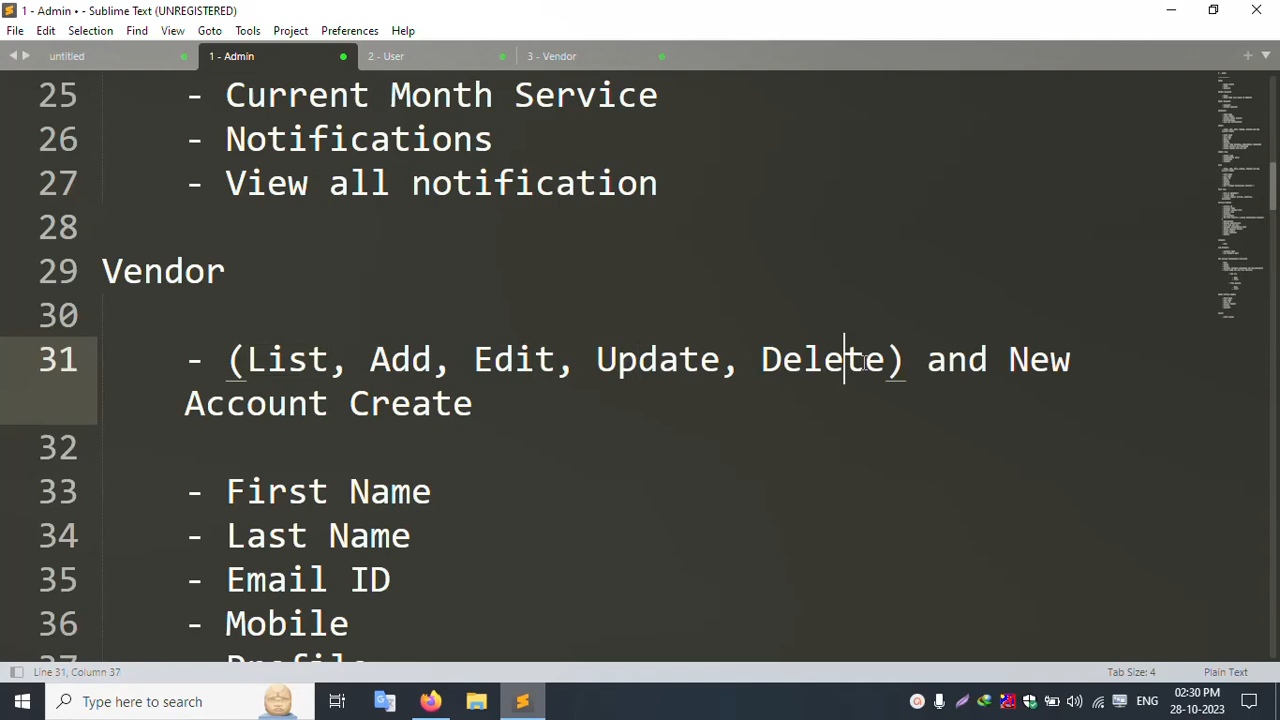 1 - Admin • - Sublime Text (UNREGISTERED)
File Edit Selection Find View Goto Tools Project Preferences Help
untitled 1 - Admin 2 - User 3 - Vendor
25 - Current Month Service
26 - Notifications
27 - View all notification
28
29 Vendor
30
31 - (List, Add, Edit, Update, Delete) and New
Account Create
32
33 - First Name
34 - Last Name
35 - Email ID
36 - Mobile
37 - Profile
Line 31, Column 37 Tab Size: 4 Plain Text
Type here to search ENG 02:30 PM
28-10-2023